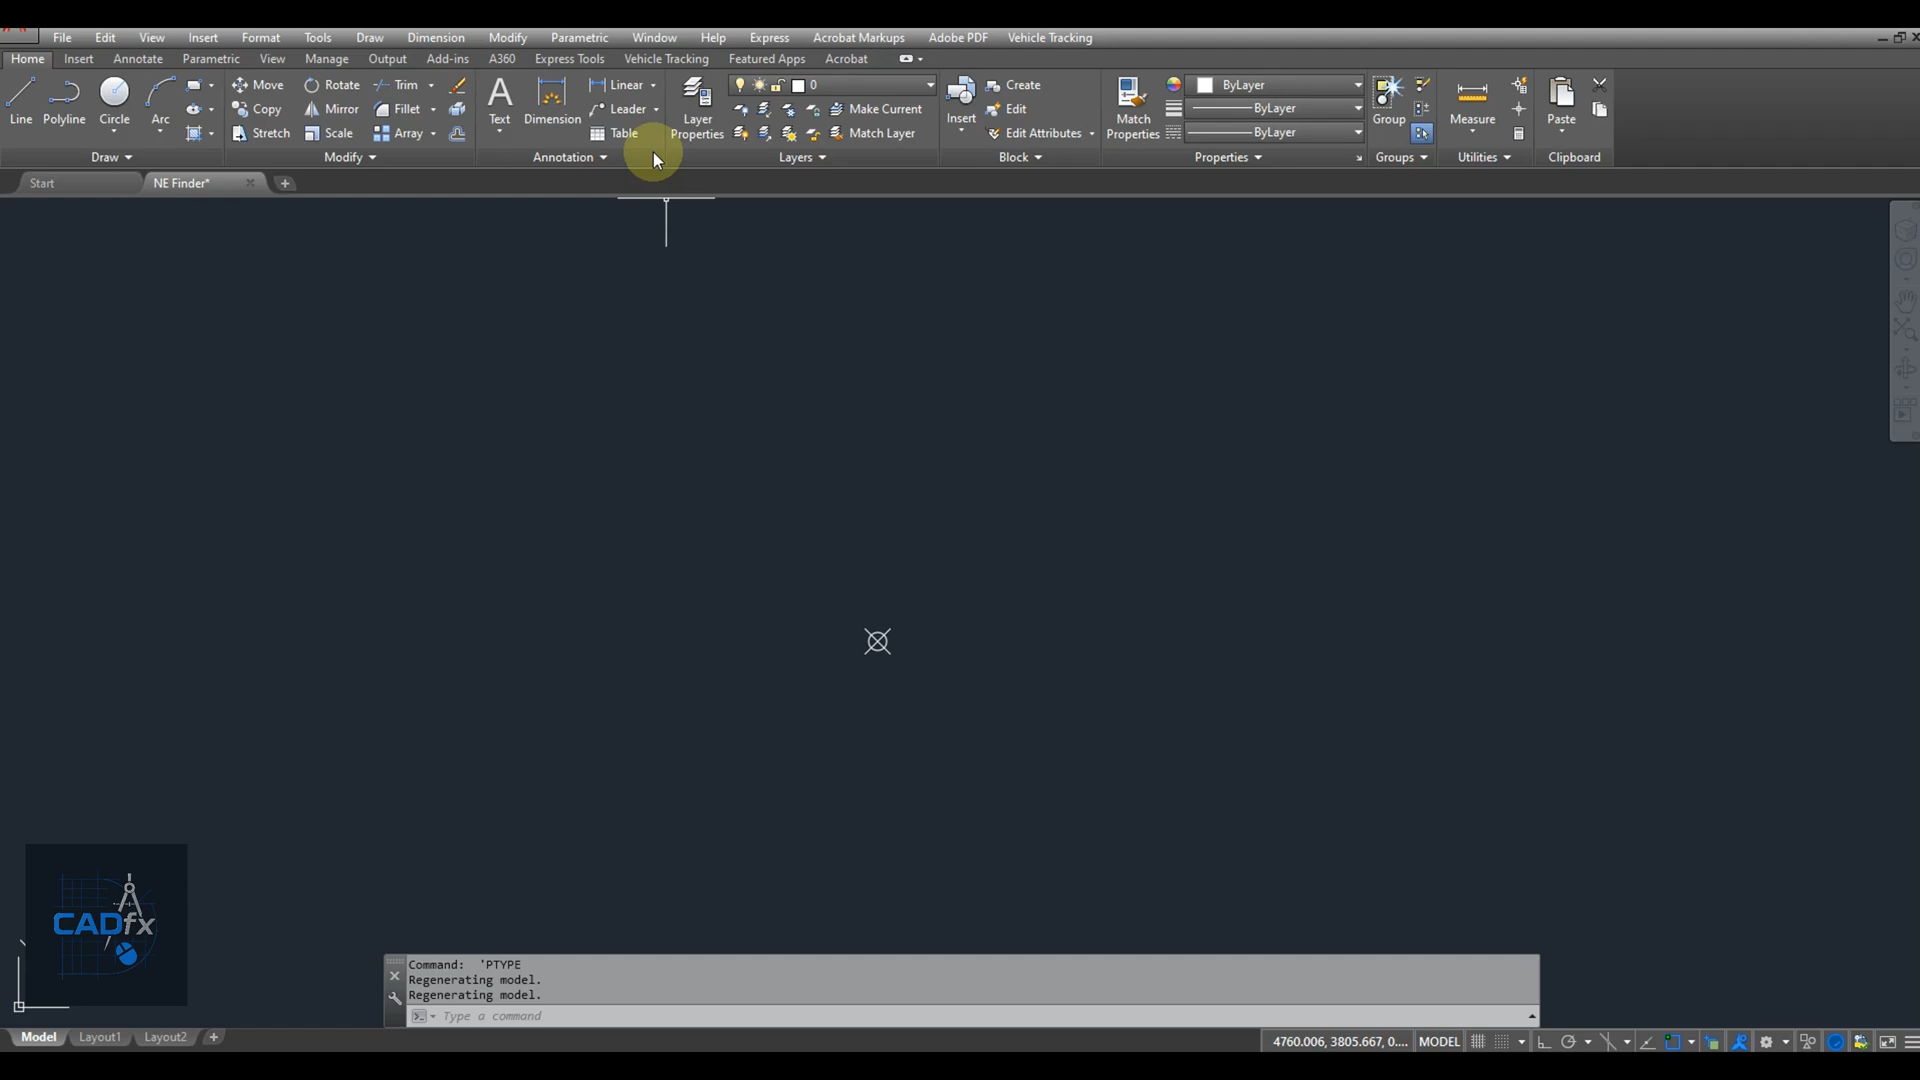 File Edit View Insert Format Tools Draw Dimension Modify Parametric Window Help Express Acrobat Markups Adobe PDF Vehicle Tracking
Home Insert Annotate Parametric View Manage Output Add-ins A360 Express Tools Vehicle Tracking Featured Apps Acrobat
Line Polyline Circle Arc
Move Rotate Trim
Copy Mirror Fillet
Stretch Scale Array
Text Dimension
Linear
Leader
Table
Layer Properties
0
Make Current
Match Layer
Insert
Create
Edit
Edit Attributes
Match Properties
ByLayer
ByLayer
ByLayer
Group
Measure
Paste
Draw Modify Annotation Layers Block Properties Groups Utilities Clipboard
Start NE Finder*
CADfx
Command: 'PTYPE
Regenerating model.
Regenerating model.
Type a command
Model Layout1 Layout2
4760.006, 3805.667, 0.... MODEL